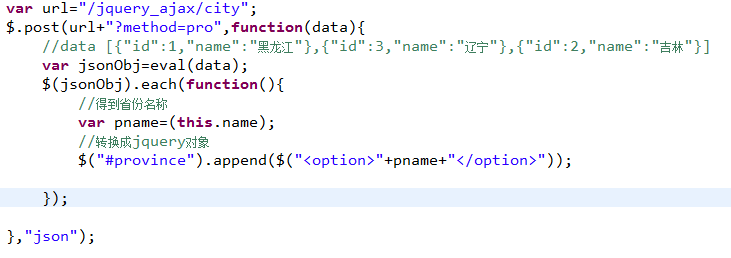 var url="/jquery_ajax/city";
$.post(url+"?method=pro",function(data){
//data [{"id":1,"name":"黑龙江"},{"id":3,"name":"辽宁"},{"id":2,"name":"吉林"}]
var jsonObj=eval(data);
$(jsonObj).each(function(){
//得到省份名称
var pname=(this.name);
//转换成jquery对象
$("#province").append($("<option>"+pname+"</option>"));
});
},"json");